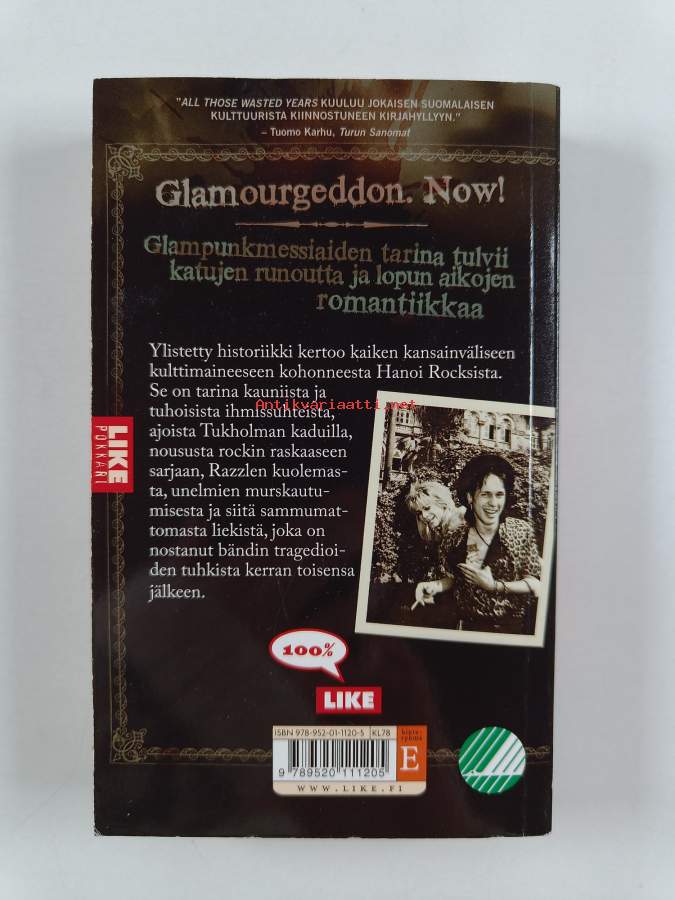 "ALL THOSE WASTED YEARS KUULUU JOKAISEN SUOMALAISEN
KULTTUURISTA KIINNOSTUNEEN KIRJAHYLLYYN."
– Tuomo Karhu, Turun Sanomat
Glamourgeddon. Now!
Glampunkmessiaiden tarina tulvii
katujen runoutta ja lopun aikojen
romantiikkaa
Ylistetty historiikki kertoo kaiken kansainväliseen
kulttimaineeseen kohonneesta Hanoi Rocksista.
Se on tarina kauniista ja
tuhoisista ihmissuhteista,
ajoista Tukholman kaduilla,
noususta rockin raskaaseen
sarjaan, Razzlen kuolemas-
ta, unelmien murskautu-
misesta ja siitä sammumat-
tomasta liekistä, joka on
nostanut bändin tragedioi-
den tuhkista kerran toisensa
jälkeen.
Antikvariaatti.net
LIKE
POKKARI
100%
LIKE
ISBN 978-952-01-1120-5
KL78
9 789520 111205
WWW.LIKE.FI
hinta-
ryhmä
E